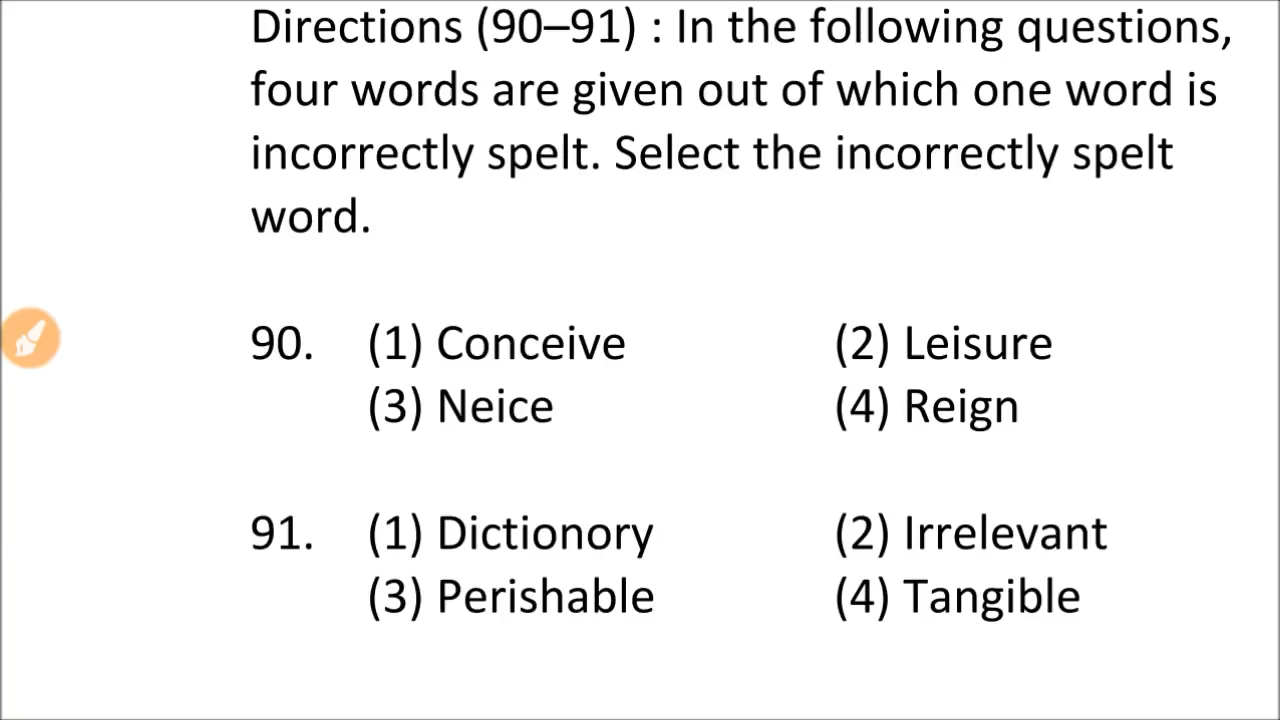 Directions (90–91) : In the following questions,
four words are given out of which one word is
incorrectly spelt. Select the incorrectly spelt
word.
90. (1) Conceive (2) Leisure
(3) Neice (4) Reign
91. (1) Dictionory (2) Irrelevant
(3) Perishable (4) Tangible